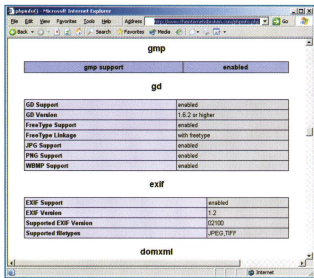 phpinfo() - Microsoft Internet Explorer
File Edit View Favorites Tools Help Address Go
Back Search Favorites Media
gmp
gmp support enabled
gd
GD Support enabled
GD Version 1.6.2 or higher
FreeType Support enabled
FreeType Linkage with freetype
JPG Support enabled
PNG Support enabled
WBMP Support enabled
exif
EXIF Support enabled
EXIF Version 1.2
Supported EXIF Version 02100
Supported filetypes JPEG,TIFF
domxml
Internet